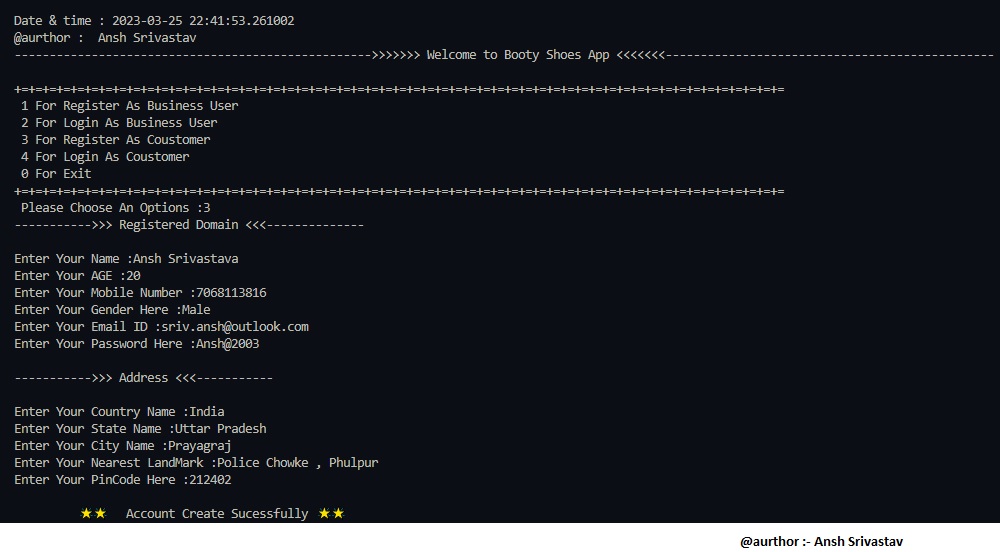 Date & time : 2023-03-25 22:41:53.261002
@aurthor :  Ansh Srivastav
--------------------------------------------------->>>>>>> Welcome to Booty Shoes App <<<<<<<-----------------------------------------------
+=+=+=+=+=+=+=+=+=+=+=+=+=+=+=+=+=+=+=+=+=+=+=+=+=+=+=+=+=+=+=+=+=+=+=+=+=+=+=+=+=+=+=+=+=+=+=+=+=+=+=+=+=+=+=
 1 For Register As Business User
 2 For Login As Business User
 3 For Register As Coustomer
 4 For Login As Coustomer
 0 For Exit
+=+=+=+=+=+=+=+=+=+=+=+=+=+=+=+=+=+=+=+=+=+=+=+=+=+=+=+=+=+=+=+=+=+=+=+=+=+=+=+=+=+=+=+=+=+=+=+=+=+=+=+=+=+=+=
 Please Choose An Options :3
----------->>> Registered Domain <<<--------------
Enter Your Name :Ansh Srivastava
Enter Your AGE :20
Enter Your Mobile Number :7068113816
Enter Your Gender Here :Male
Enter Your Email ID :sriv.ansh@outlook.com
Enter Your Password Here :Ansh@2003
----------->>> Address <<<-----------
Enter Your Country Name :India
Enter Your State Name :Uttar Pradesh
Enter Your City Name :Prayagraj
Enter Your Nearest LandMark :Police Chowke , Phulpur
Enter Your PinCode Here :212402
⭐⭐  Account Create Sucessfully ⭐⭐
@aurthor :- Ansh Srivastav